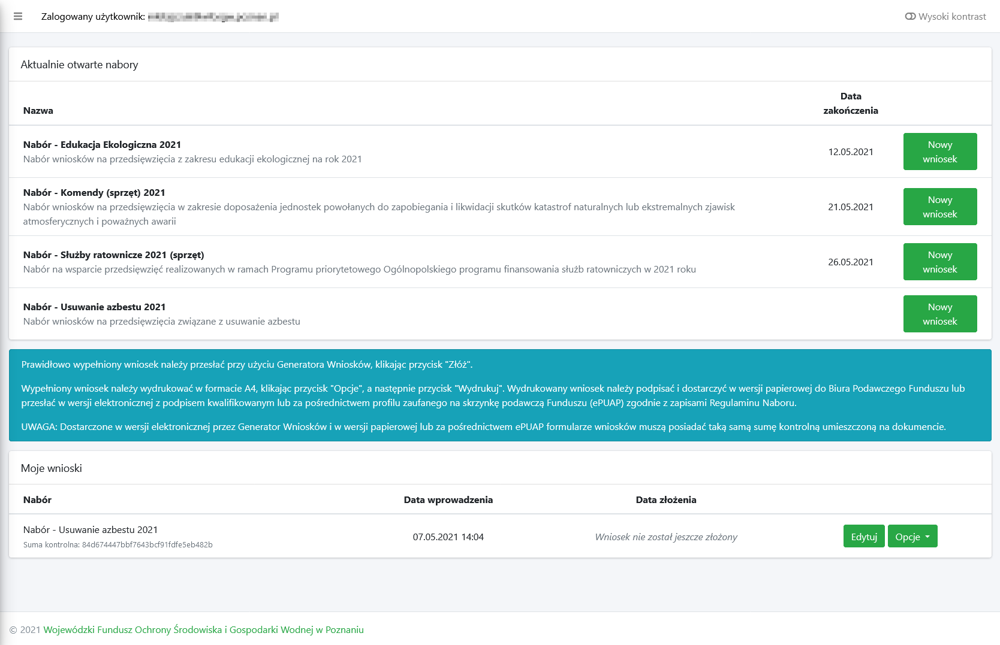 Zalogowany użytkownik:
Wysoki kontrast
Aktualnie otwarte nabory
Nazwa
Data
zakończenia
Nabór - Edukacja Ekologiczna 2021
Nabór wniosków na przedsięwzięcia z zakresu edukacji ekologicznej na rok 2021
12.05.2021
Nowy
wniosek
Nabór - Komendy (sprzęt) 2021
Nabór wniosków na przedsięwzięcia w zakresie doposażenia jednostek powołanych do zapobiegania i likwidacji skutków katastrof naturalnych lub ekstremalnych zjawisk
atmosferycznych i poważnych awarii
21.05.2021
Nowy
wniosek
Nabór - Służby ratownicze 2021 (sprzęt)
Nabór na wsparcie przedsięwzięć realizowanych w ramach Programu priorytetowego Ogólnopolskiego programu finansowania służb ratowniczych w 2021 roku
26.05.2021
Nowy
wniosek
Nabór - Usuwanie azbestu 2021
Nabór wniosków na przedsięwzięcia związane z usuwanie azbestu
Nowy
wniosek
Prawidłowo wypełniony wniosek należy przesłać przy użyciu Generatora Wniosków, klikając przycisk "Złóż".
Wypełniony wniosek należy wydrukować w formacie A4, klikając przycisk "Opcje", a następnie przycisk "Wydrukuj". Wydrukowany wniosek należy podpisać i dostarczyć w wersji papierowej do Biura Podawczego Funduszu lub
przesłać w wersji elektronicznej z podpisem kwalifikowanym lub za pośrednictwem profilu zaufanego na skrzynkę podawczą Funduszu (ePUAP) zgodnie z zapisami Regulaminu Naboru.
UWAGA: Dostarczone w wersji elektronicznej przez Generator Wniosków i w wersji papierowej lub za pośrednictwem ePUAP formularze wniosków muszą posiadać taką samą sumę kontrolną umieszczoną na dokumencie.
Moje wnioski
Nabór
Data wprowadzenia
Data złożenia
Nabór - Usuwanie azbestu 2021
Suma kontrolna: 84d674447bbf7643bcf91fdfe5eb482b
07.05.2021 14:04
Wniosek nie został jeszcze złożony
Edytuj
Opcje
© 2021 Wojewódzki Fundusz Ochrony Środowiska i Gospodarki Wodnej w Poznaniu